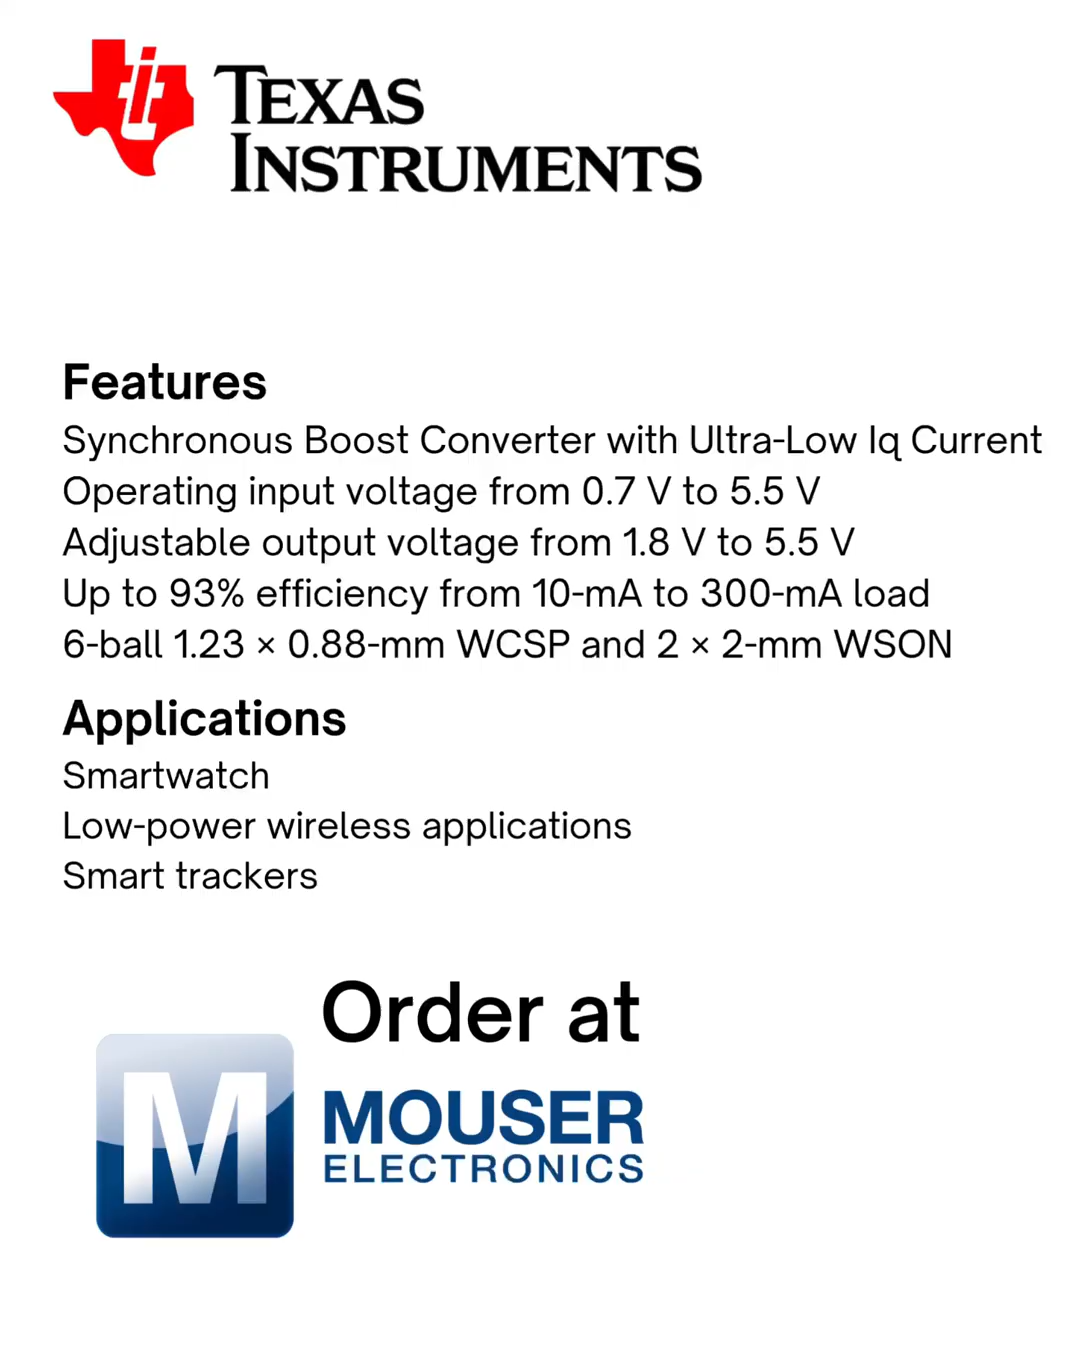 TEXAS
INSTRUMENTS
Features
Synchronous Boost Converter with Ultra-Low Iq Current
Operating input voltage from 0.7 V to 5.5 V
Adjustable output voltage from 1.8 V to 5.5 V
Up to 93% efficiency from 10-mA to 300-mA load
6-ball 1.23 × 0.88-mm WCSP and 2 × 2-mm WSON
Applications
Smartwatch
Low-power wireless applications
Smart trackers
Order at
M
MOUSER
ELECTRONICS